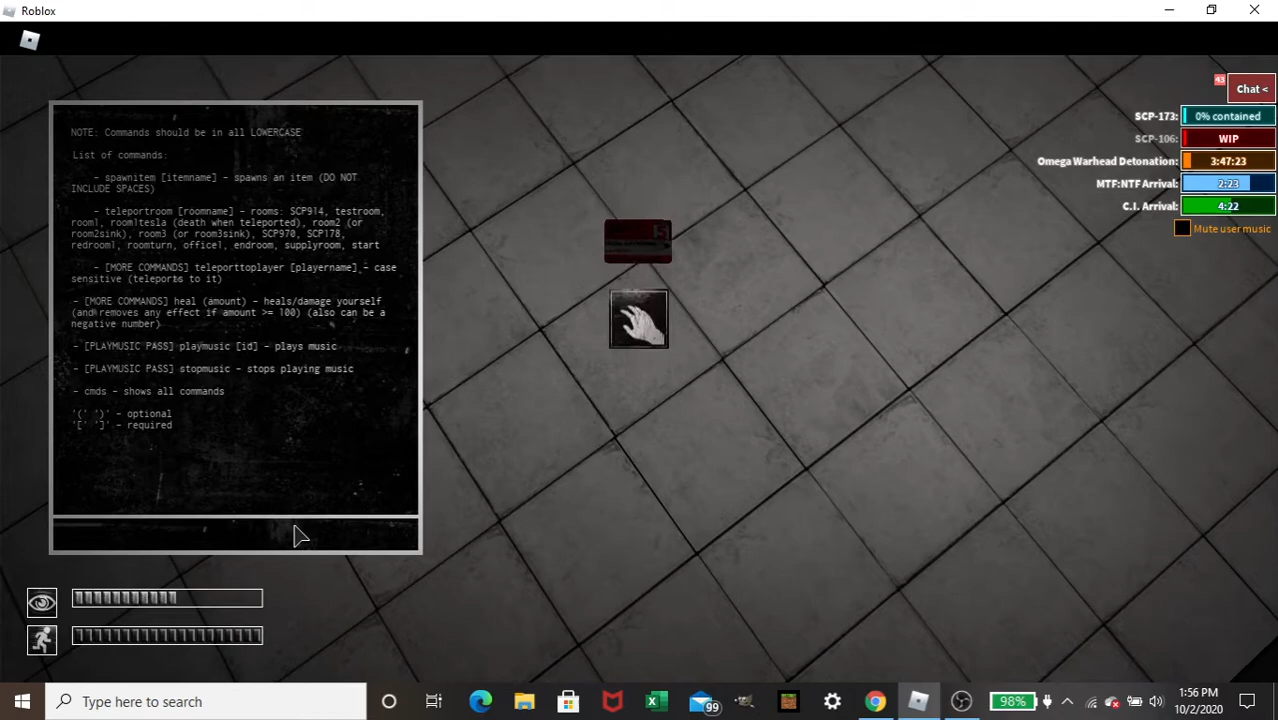 Roblox
Chat <
43
SCP-173: 0% contained
SCP-106: WIP
Omega Warhead Detonation: 3:47:23
MTF:NTF Arrival: 2:23
C.I. Arrival: 4:22
Mute user music
NOTE: Commands should be in all LOWERCASE
List of commands:
- spawnitem [itemname] - spawns an item (DO NOT
INCLUDE SPACES)
- teleportroom [roomname] - rooms: SCP914, testroom,
room1, room1tesla (death when teleported), room2 (or
room2sink), room3 (or room3sink), SCP970, SCP178,
redroom1, roomturn, office1, endroom, supplyroom, start
- [MORE COMMANDS] teleporttoplayer [playername] - case
sensitive (teleports to it)
- [MORE COMMANDS] heal (amount) - heals/damage yourself
(and removes any effect if amount >= 100) (also can be a
negative number)
- [PLAYMUSIC PASS] playmusic [id] - plays music
- [PLAYMUSIC PASS] stopmusic - stops playing music
- cmds - shows all commands
'(' ')' - optional
'[' ']' - required
5
Type here to search
99
98%
1:56 PM
10/2/2020